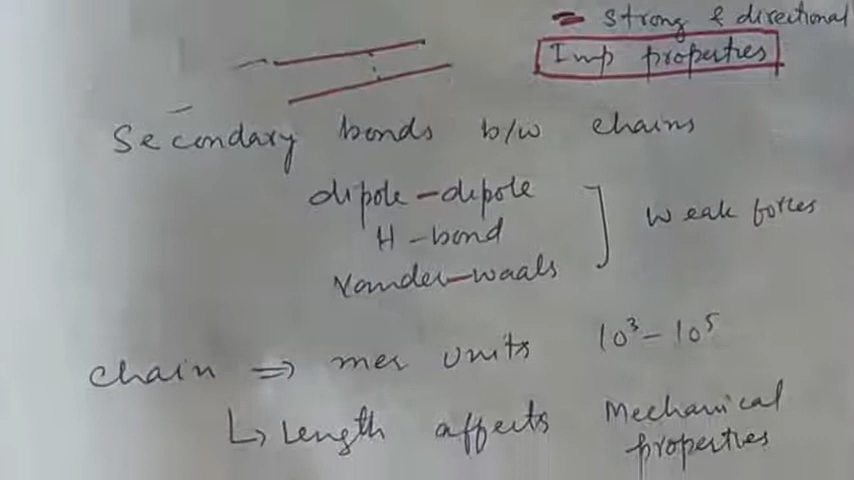 - strong & directional
Imp properties
Secondary bonds b/w chains
dipole-dipole
H-bond
Vander-waals
Weak forces
chain ⇒ mer units 10³-10⁵
↳ Length affects Mechanical
properties